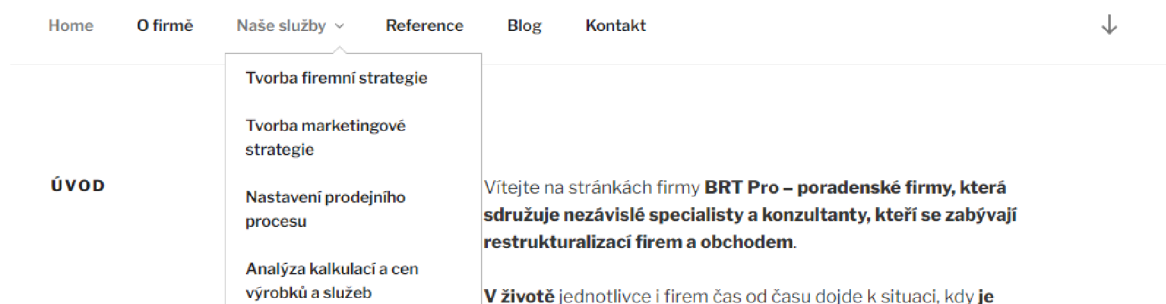 Home O firmě Naše služby Reference Blog Kontakt
Tvorba firemní strategie
Tvorba marketingové
strategie
Nastavení prodejního
procesu
Analýza kalkulací a cen
výrobků a služeb
ÚVOD
Vítejte na stránkách firmy BRT Pro – poradenské firmy, která
sdružuje nezávislé specialisty a konzultanty, kteří se zabývají
restrukturalizací firem a obchodem.
V životě jednotlivce i firem čas od času dojde k situaci, kdy je